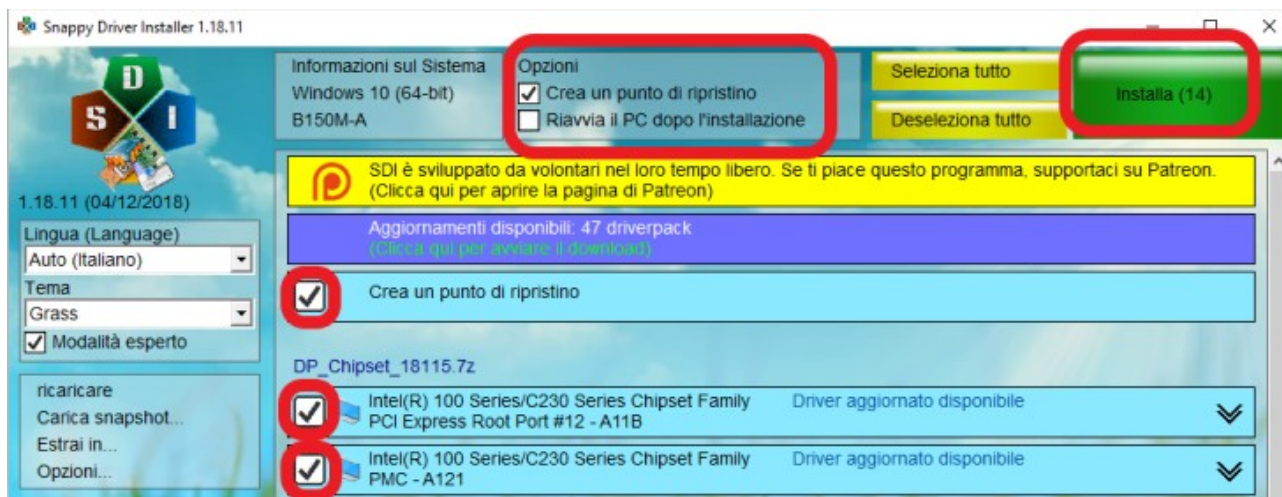 Snappy Driver Installer 1.18.11
D
S I
1.18.11 (04/12/2018)
Lingua (Language)
Auto (Italiano)
Tema
Grass
Modalità esperto
ricaricare
Carica snapshot...
Estrai in...
Opzioni...
Informazioni sul Sistema
Windows 10 (64-bit)
B150M-A
Opzioni
Crea un punto di ripristino
Riavvia il PC dopo l'installazione
Seleziona tutto
Deseleziona tutto
Installa (14)
SDI è sviluppato da volontari nel loro tempo libero. Se ti piace questo programma, supportaci su Patreon.
(Clicca qui per aprire la pagina di Patreon)
Aggiornamenti disponibili: 47 driverpack
(Clicca qui per avviare il download)
Crea un punto di ripristino
DP_Chipset_18115.7z
Intel(R) 100 Series/C230 Series Chipset Family Driver aggiornato disponibile
PCI Express Root Port #12 - A11B
Intel(R) 100 Series/C230 Series Chipset Family Driver aggiornato disponibile
PMC - A121